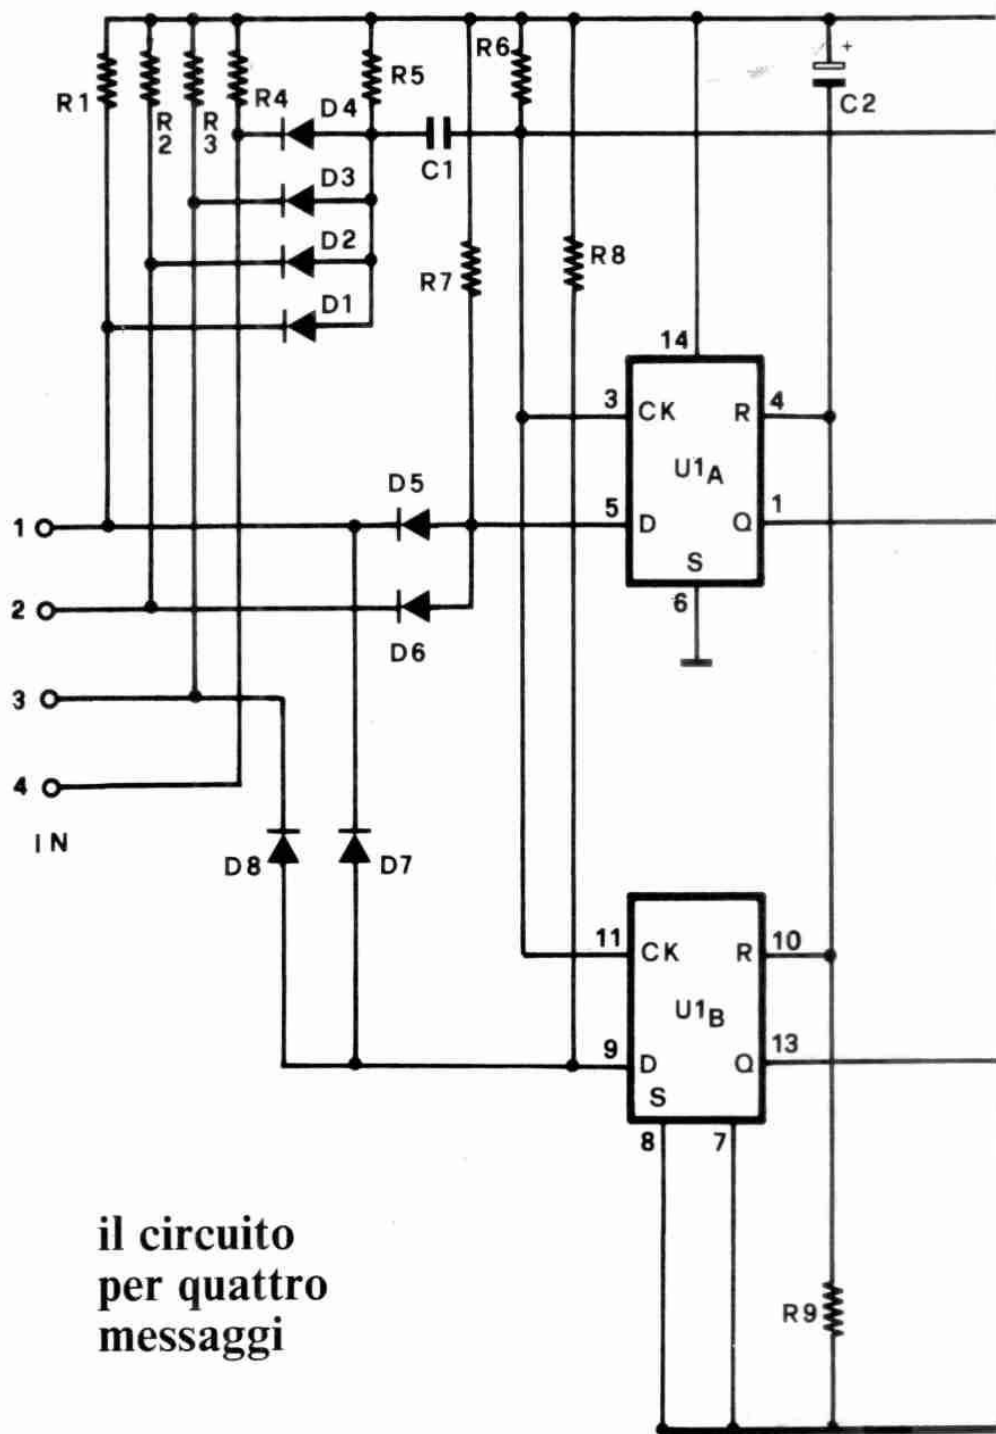 R1
R
2
R
3
R4
R5
R6
+
C2
D4
C1
D3
D2
D1
R7
R8
14
3
CK
R
4
U1A
5
D
Q
1
S
6
D5
1
2
D6
3
4
IN
D8
D7
11
CK
R
10
U1B
9
D
Q
13
S
8
7
R9
il circuito
per quattro
messaggi